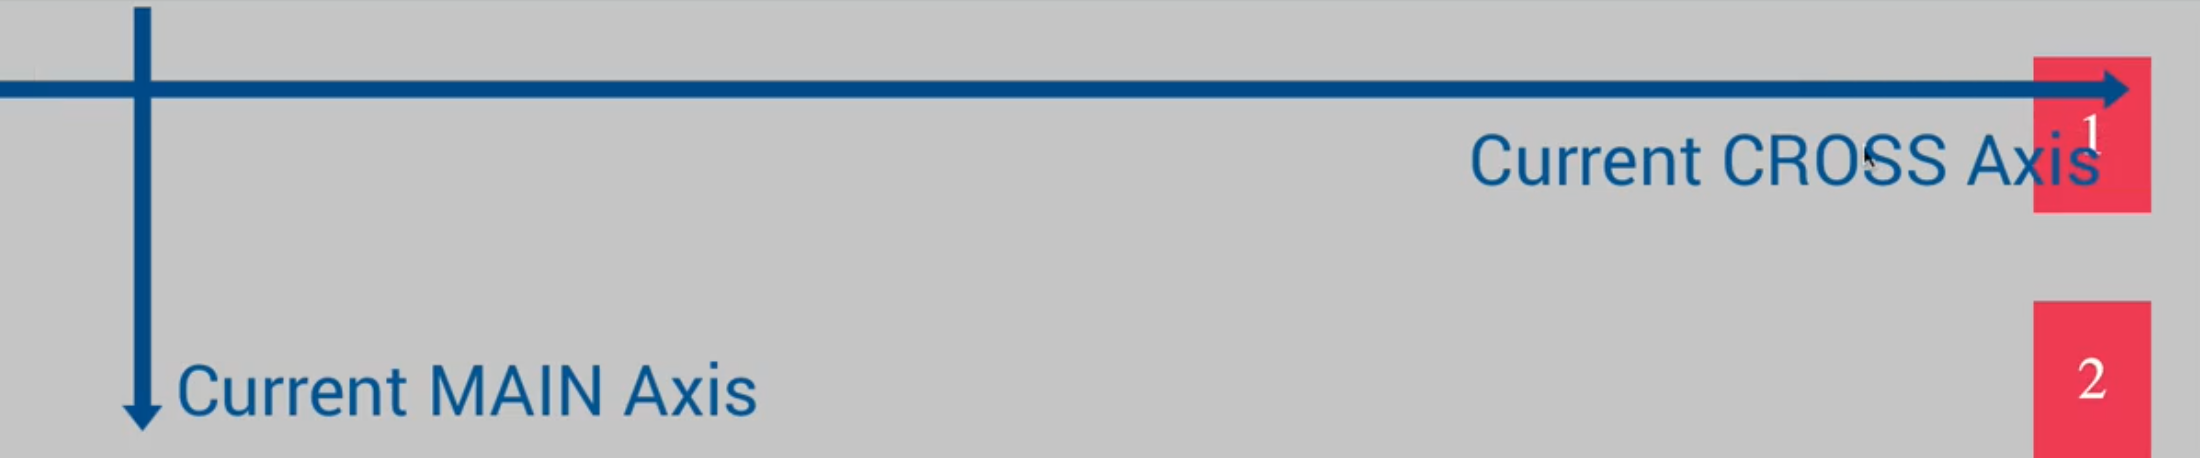 1
Current CROSS Axis
2
Current MAIN Axis